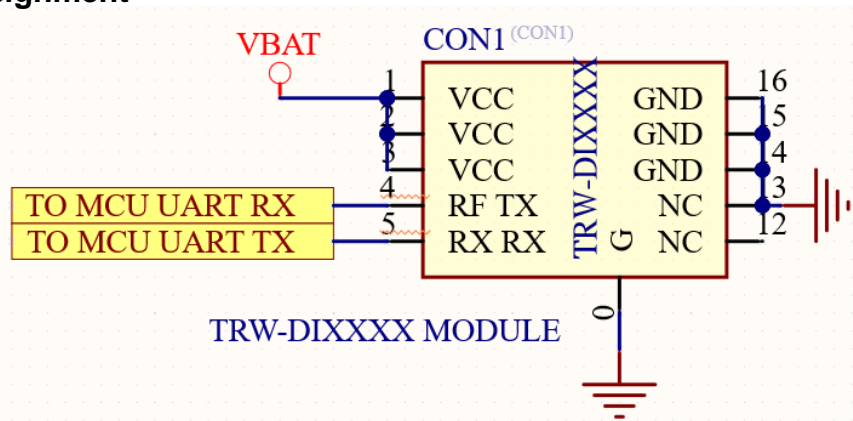 VBAT
CON1 (CON1)
1 VCC GND 16
2 VCC GND 5
3 VCC GND 4
4 RF TX NC 3
5 RX RX NC 12
TRW-DIXXXX
G
0
TO MCU UART RX
TO MCU UART TX
TRW-DIXXXX MODULE